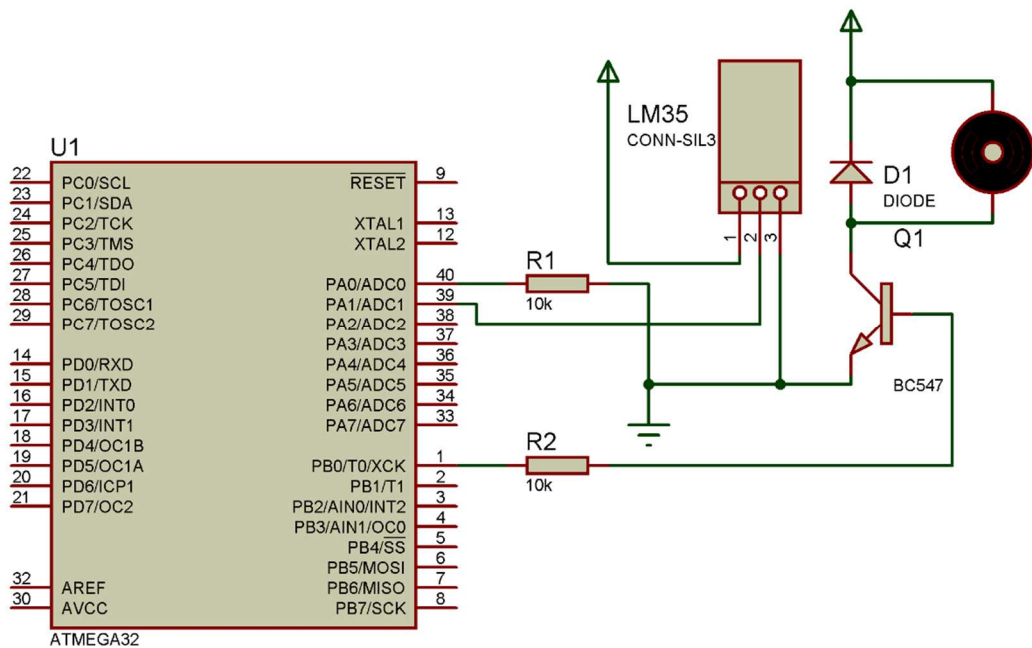 U1
22 PC0/SCL RESET 9
23 PC1/SDA
24 PC2/TCK XTAL1 13
25 PC3/TMS XTAL2 12
26 PC4/TDO
27 PC5/TDI PA0/ADC0 40
28 PC6/TOSC1 PA1/ADC1 39
29 PC7/TOSC2 PA2/ADC2 38
PA3/ADC3 37
14 PD0/RXD PA4/ADC4 36
15 PD1/TXD PA5/ADC5 35
16 PD2/INT0 PA6/ADC6 34
17 PD3/INT1 PA7/ADC7 33
18 PD4/OC1B
19 PD5/OC1A PB0/T0/XCK 1
20 PD6/ICP1 PB1/T1 2
21 PD7/OC2 PB2/AIN0/INT2 3
PB3/AIN1/OC0 4
PB4/SS 5
PB5/MOSI 6
32 AREF PB6/MISO 7
30 AVCC PB7/SCK 8
ATMEGA32
R1
10k
R2
10k
LM35
CONN-SIL3
1 2 3
D1
DIODE
Q1
BC547